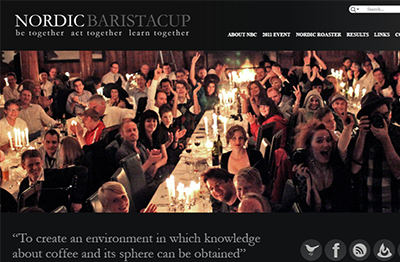 NORDIC BARISTACUP
be together act together learn together
Search...
ABOUT NBC 2011 EVENT NORDIC ROASTER RESULTS LINKS
“To create an environment in which knowledge
about coffee and its sphere can be obtained”